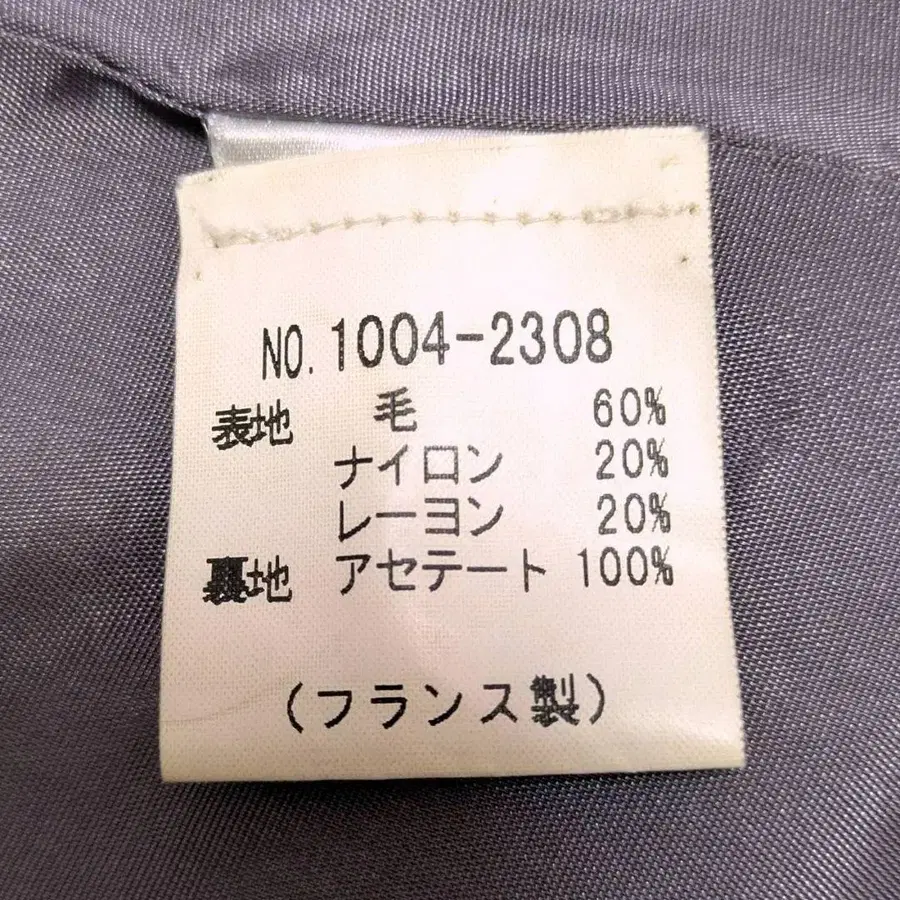 NO.1004-2308
表地 毛 60%
ナイロン 20%
レーヨン 20%
裏地 アセテート 100%
(フランス製)